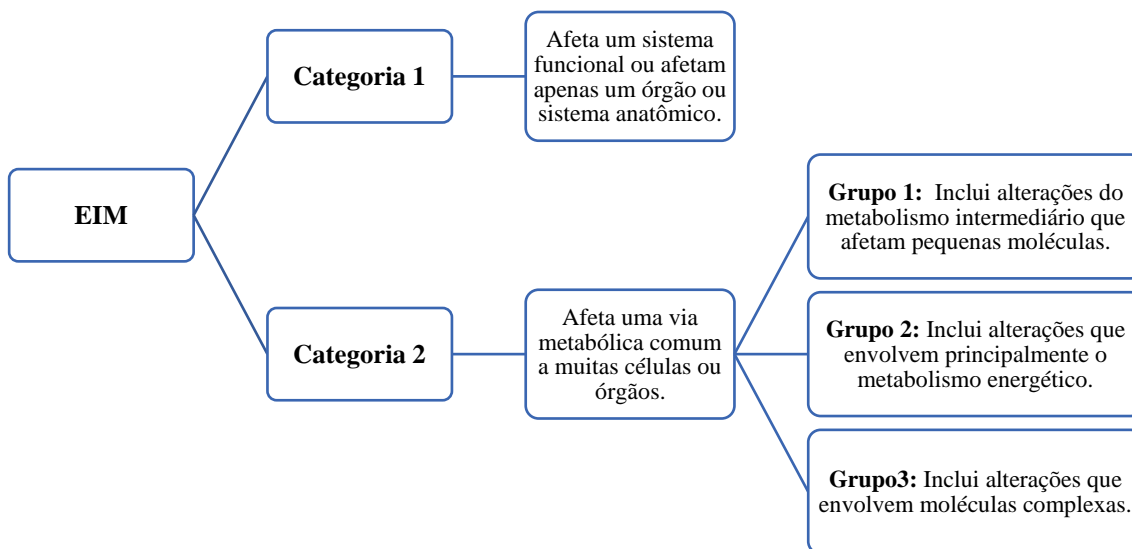 EIM
Categoria 1
Afeta um sistema
funcional ou afetam
apenas um órgão ou
sistema anatômico.
Categoria 2
Afeta uma via
metabólica comum
a muitas células ou
órgãos.
Grupo 1: Inclui alterações do
metabolismo intermediário que
afetam pequenas moléculas.
Grupo 2: Inclui alterações que
envolvem principalmente o
metabolismo energético.
Grupo3: Inclui alterações que
envolvem moléculas complexas.